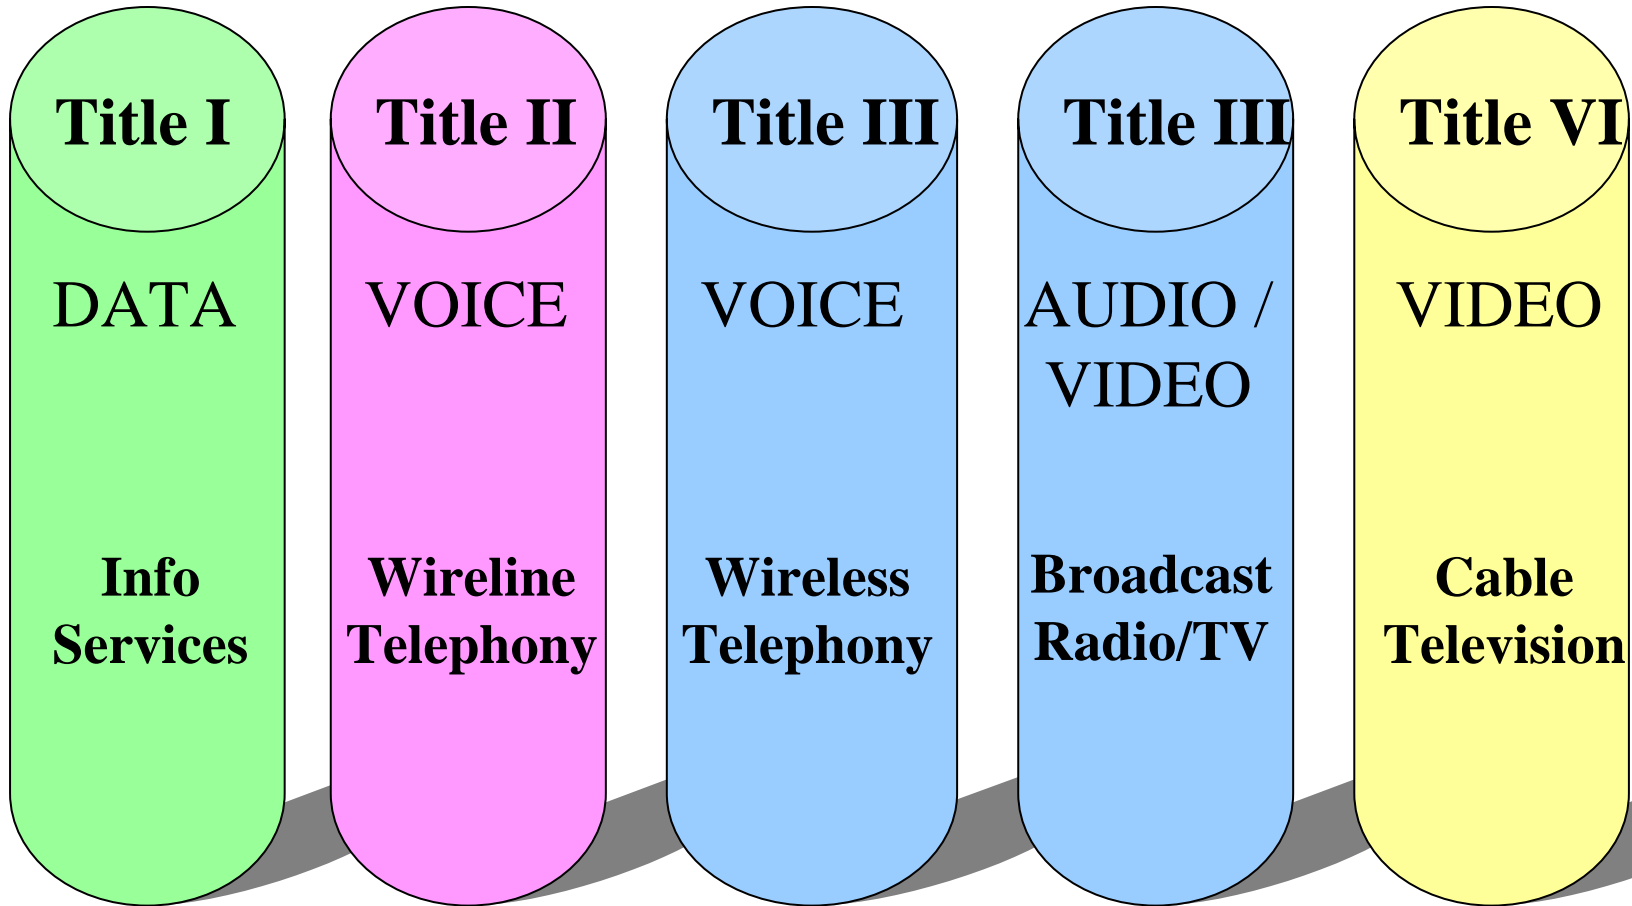 Title I
DATA
Info
Services
Title II
VOICE
Wireline
Telephony
Title III
VOICE
Wireless
Telephony
Title III
AUDIO /
VIDEO
Broadcast
Radio/TV
Title VI
VIDEO
Cable
Television